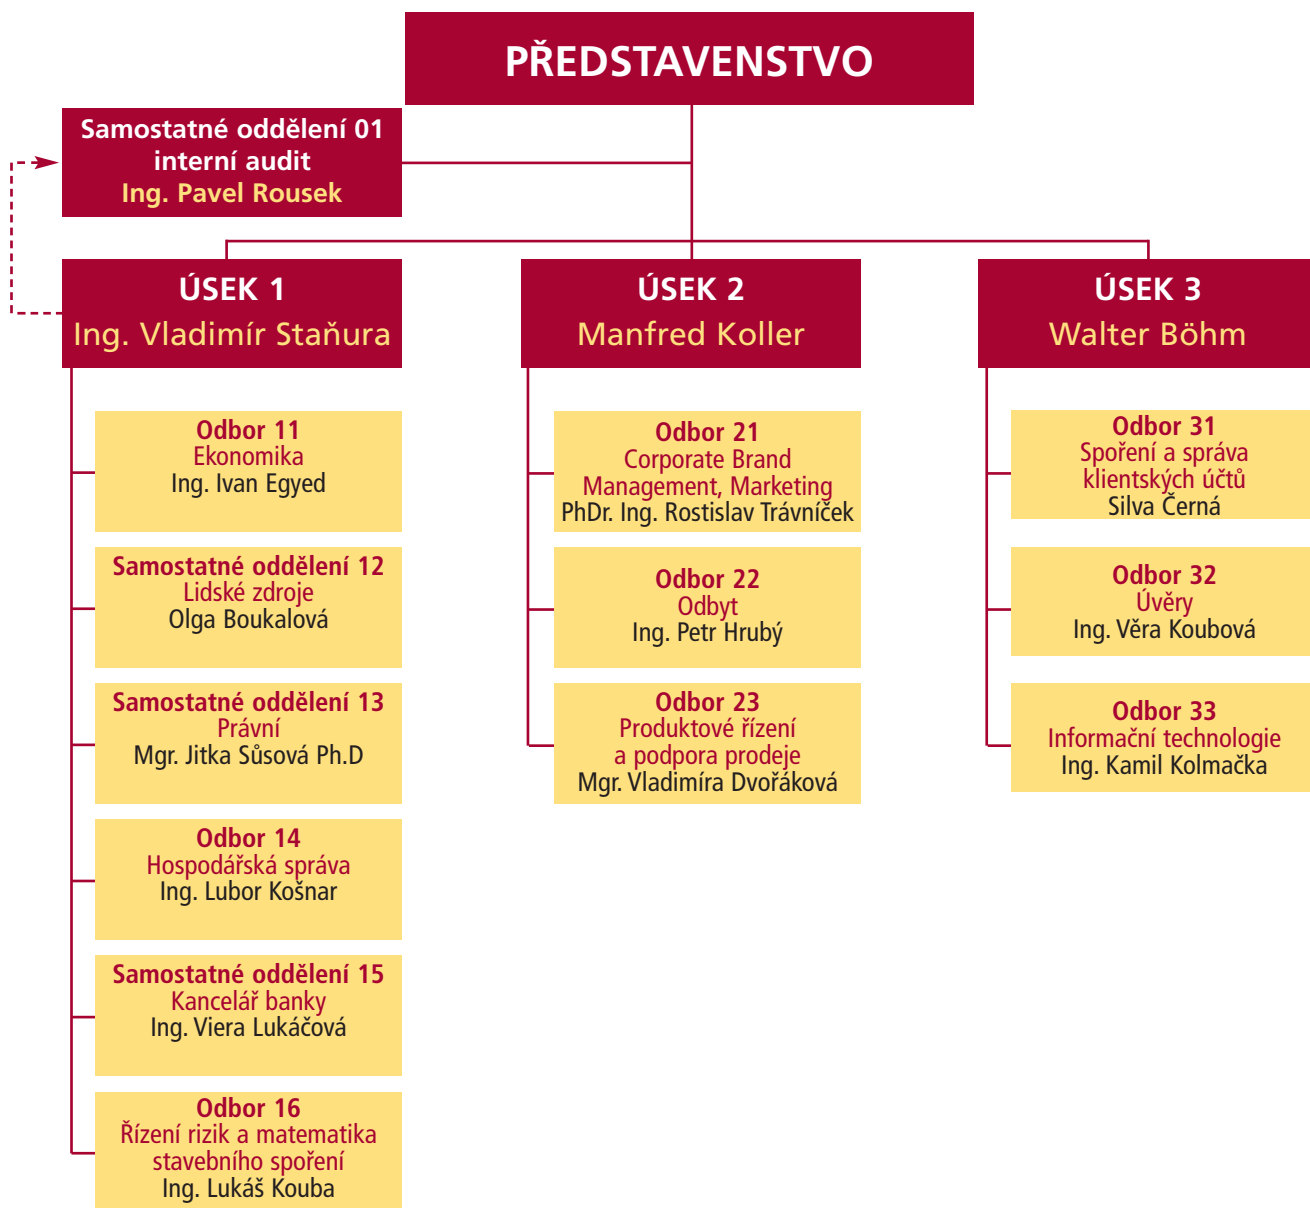 PŘEDSTAVENSTVO
Samostatné oddělení 01
interní audit
Ing. Pavel Rousek
ÚSEK 1
Ing. Vladimír Staňura
Odbor 11
Ekonomika
Ing. Ivan Egyed
Samostatné oddělení 12
Lidské zdroje
Olga Boukalová
Samostatné oddělení 13
Právní
Mgr. Jitka Sůsová Ph.D
Odbor 14
Hospodářská správa
Ing. Lubor Košnar
Samostatné oddělení 15
Kancelář banky
Ing. Viera Lukáčová
Odbor 16
Řízení rizik a matematika
stavebního spoření
Ing. Lukáš Kouba
ÚSEK 2
Manfred Koller
Odbor 21
Corporate Brand
Management, Marketing
PhDr. Ing. Rostislav Trávníček
Odbor 22
Odbyt
Ing. Petr Hrubý
Odbor 23
Produktové řízení
a podpora prodeje
Mgr. Vladimíra Dvořáková
ÚSEK 3
Walter Böhm
Odbor 31
Spoření a správa
klientských účtů
Silva Černá
Odbor 32
Úvěry
Ing. Věra Koubová
Odbor 33
Informační technologie
Ing. Kamil Kolmačka